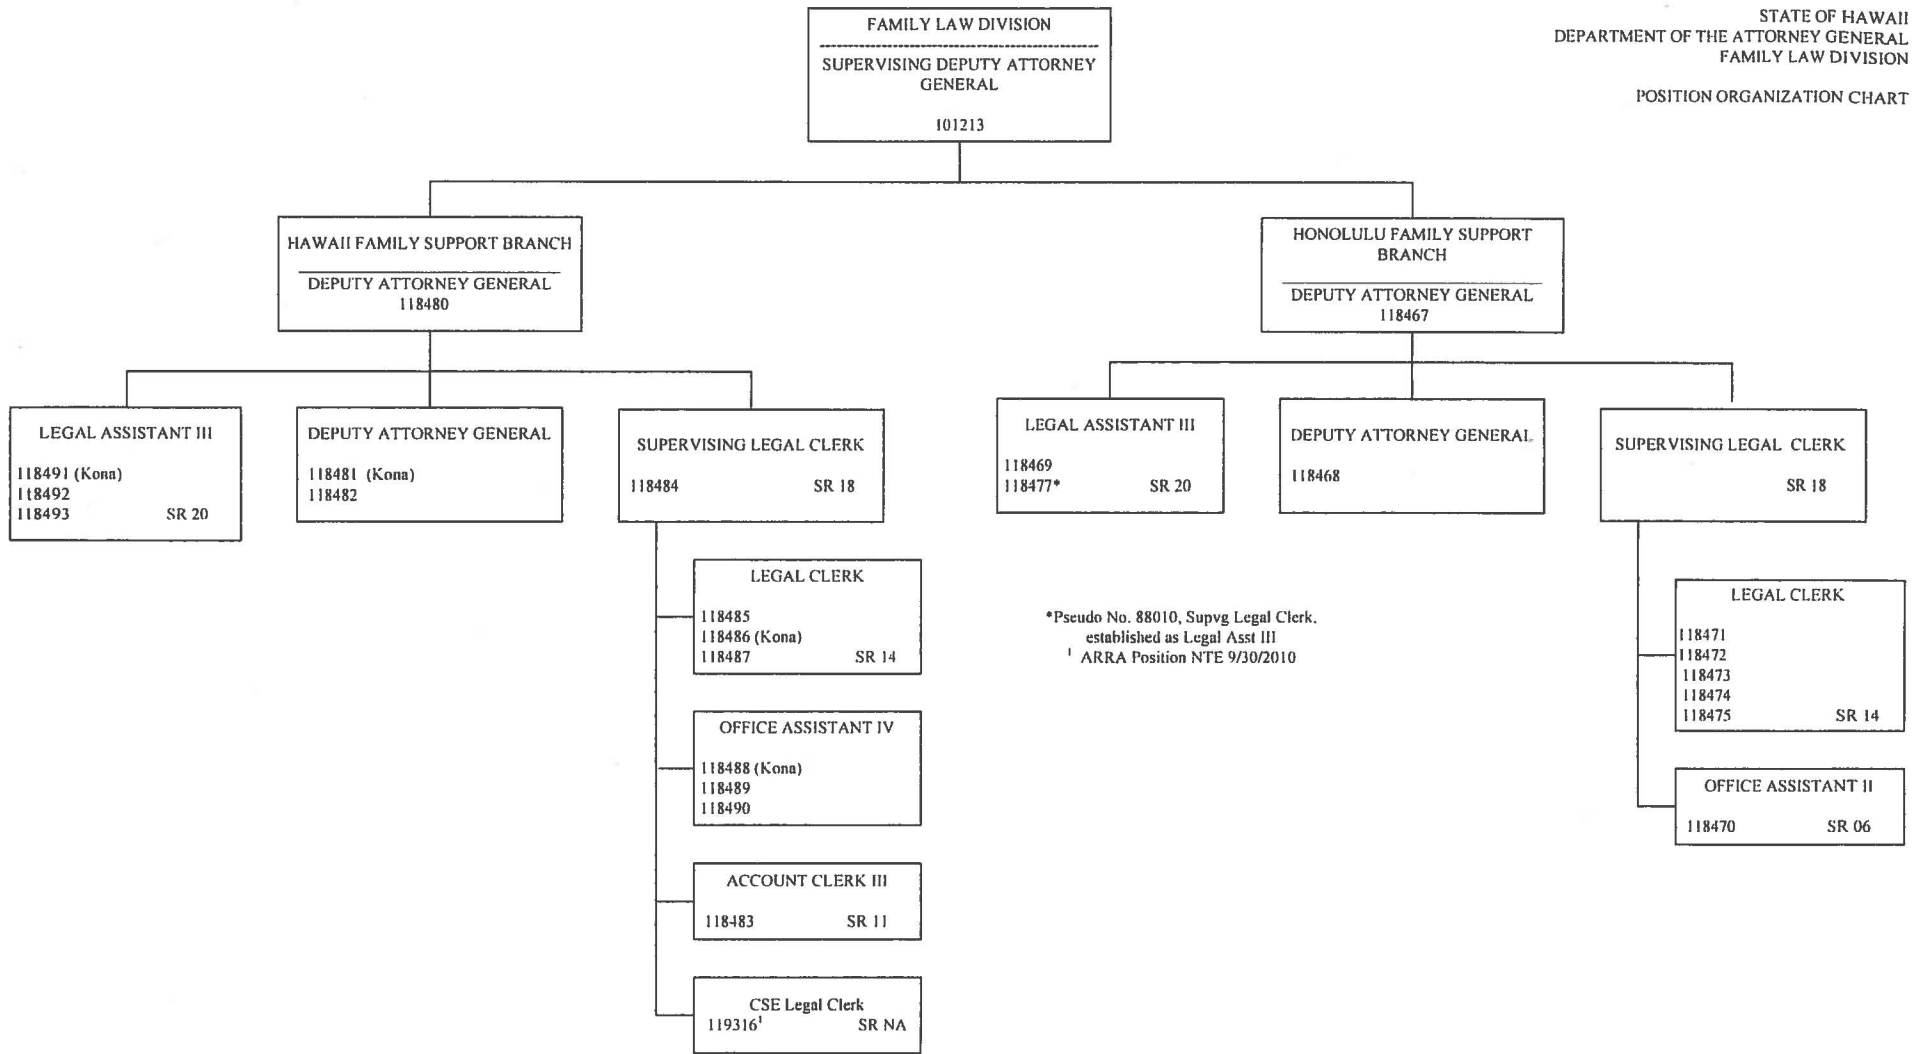 STATE OF HAWAII
DEPARTMENT OF THE ATTORNEY GENERAL
FAMILY LAW DIVISION
POSITION ORGANIZATION CHART
FAMILY LAW DIVISION
SUPERVISING DEPUTY ATTORNEY
GENERAL
101213
HAWAII FAMILY SUPPORT BRANCH
DEPUTY ATTORNEY GENERAL
118480
HONOLULU FAMILY SUPPORT
BRANCH
DEPUTY ATTORNEY GENERAL
118467
LEGAL ASSISTANT III
118491 (Kona)
118492
118493 SR 20
DEPUTY ATTORNEY GENERAL
118481 (Kona)
118482
SUPERVISING LEGAL CLERK
118484 SR 18
LEGAL CLERK
118485
118486 (Kona)
118487 SR 14
OFFICE ASSISTANT IV
118488 (Kona)
118489
118490
ACCOUNT CLERK III
118483 SR 11
CSE Legal Clerk
119316¹ SR NA
LEGAL ASSISTANT III
118469
118477* SR 20
DEPUTY ATTORNEY GENERAL
118468
SUPERVISING LEGAL CLERK
SR 18
LEGAL CLERK
118471
118472
118473
118474
118475 SR 14
OFFICE ASSISTANT II
118470 SR 06
*Pseudo No. 88010, Supvg Legal Clerk,
established as Legal Asst III
¹ ARRA Position NTE 9/30/2010